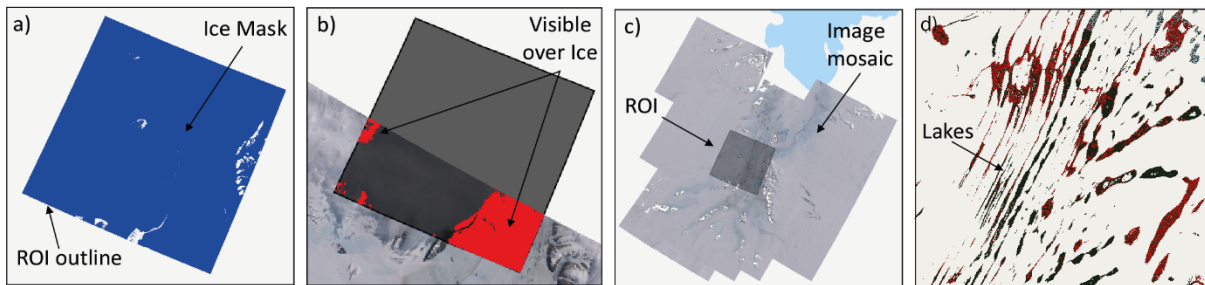 a)
Ice Mask
ROI outline
b)
Visible
over Ice
c)
Image
mosaic
ROI
d)
Lakes